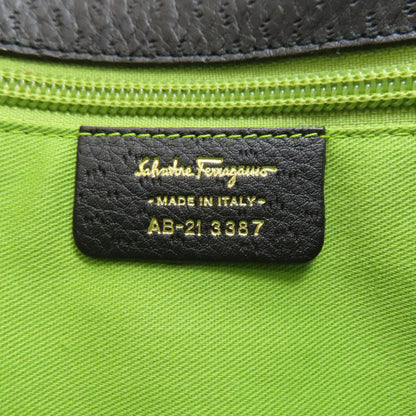 Salvatore Ferragamo
-MADE IN ITALY-
AB-21 3387